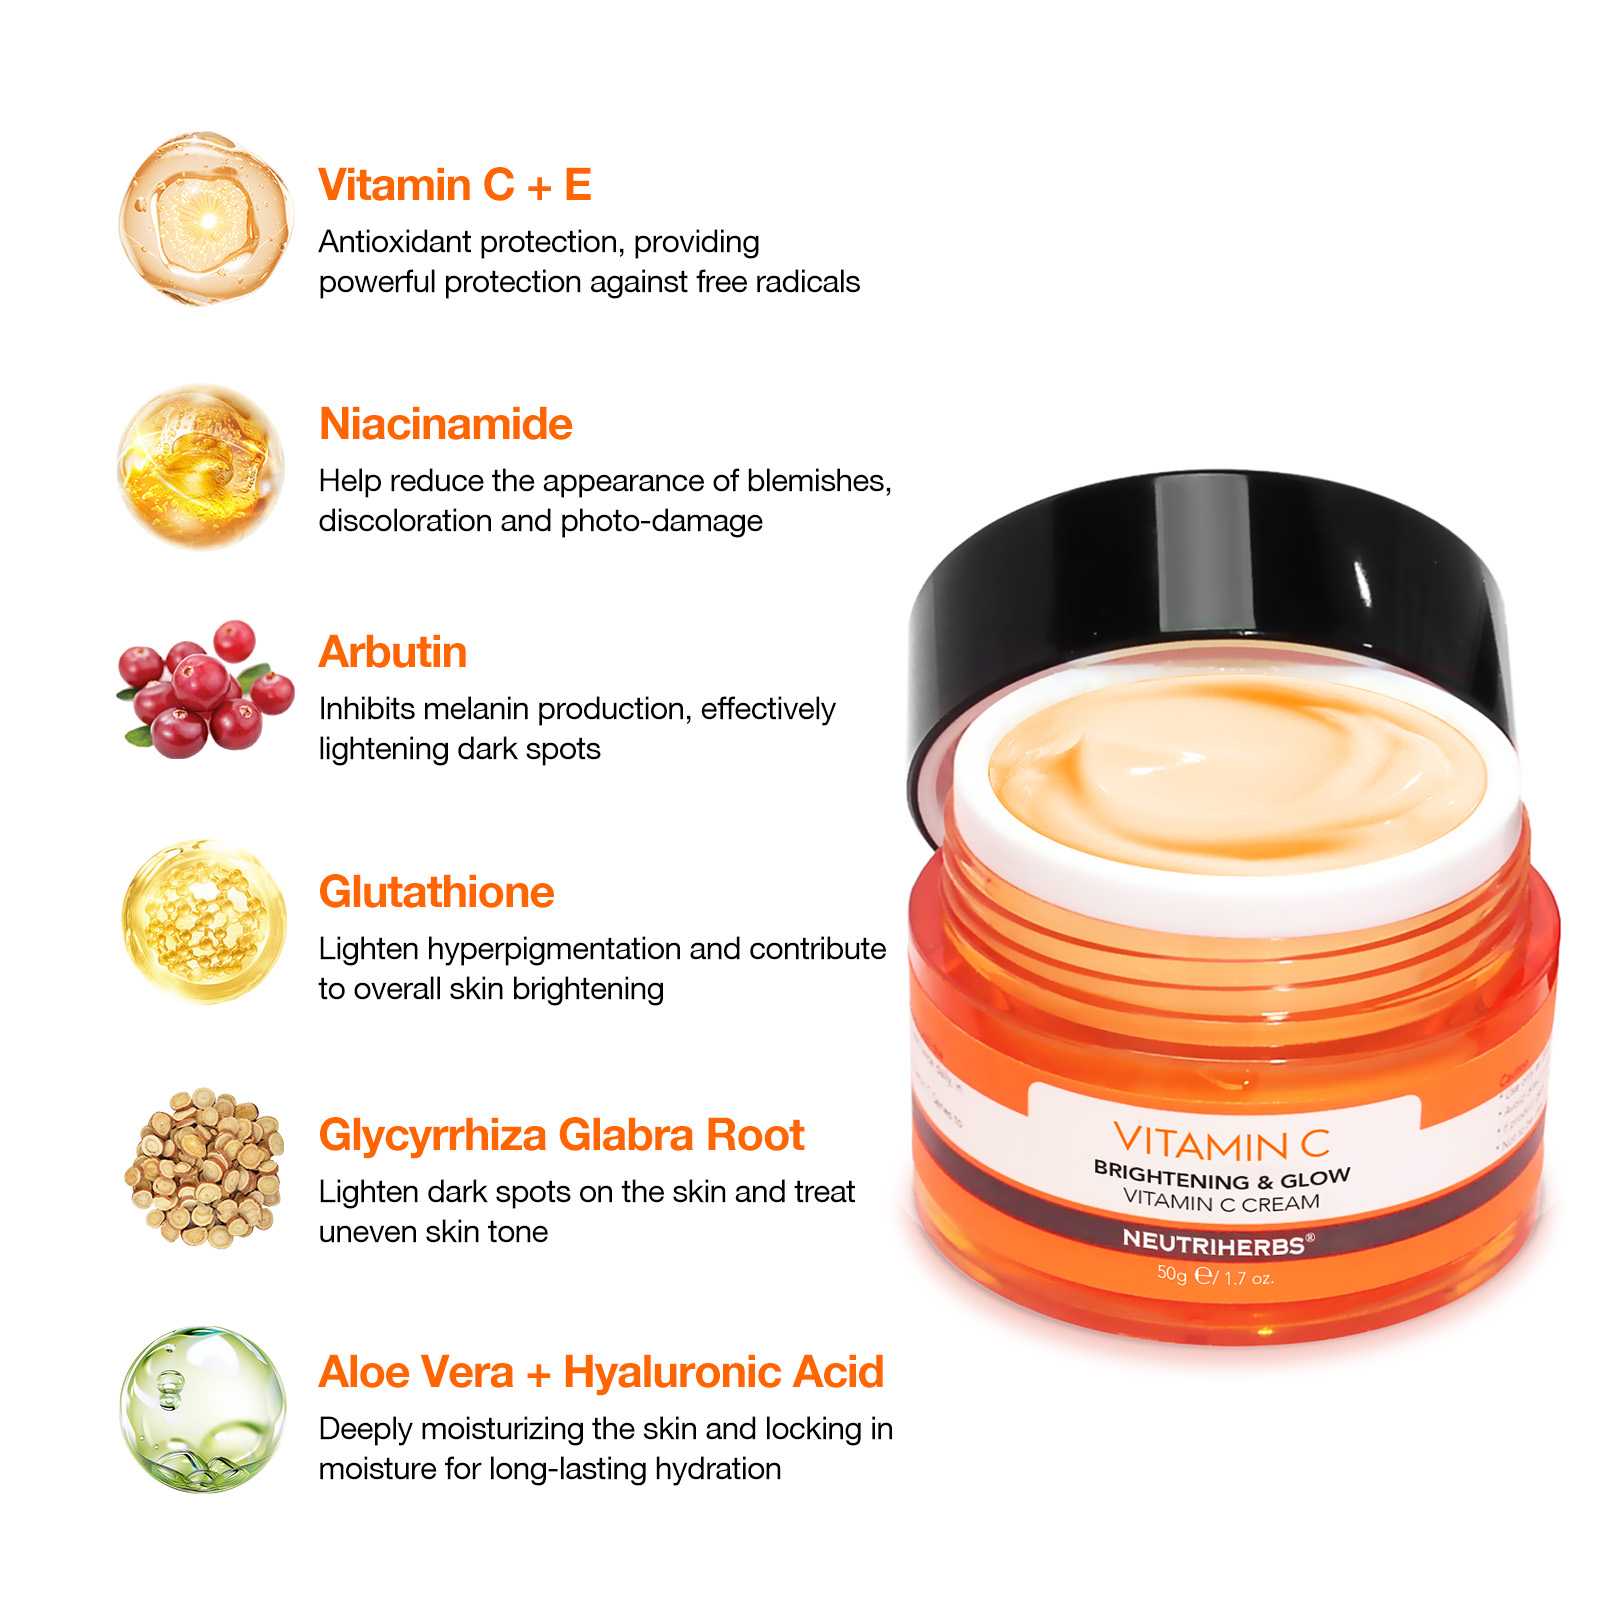 Vitamin C + E
Antioxidant protection, providing
powerful protection against free radicals
Niacinamide
Help reduce the appearance of blemishes,
discoloration and photo-damage
Arbutin
Inhibits melanin production, effectively
lightening dark spots
Glutathione
Lighten hyperpigmentation and contribute
to overall skin brightening
Glycyrrhiza Glabra Root
Lighten dark spots on the skin and treat
uneven skin tone
Aloe Vera + Hyaluronic Acid
Deeply moisturizing the skin and locking in
moisture for long-lasting hydration
VITAMIN C
BRIGHTENING & GLOW
VITAMIN C CREAM
NEUTRIHERBS®
50g ℮/ 1.7 oz.